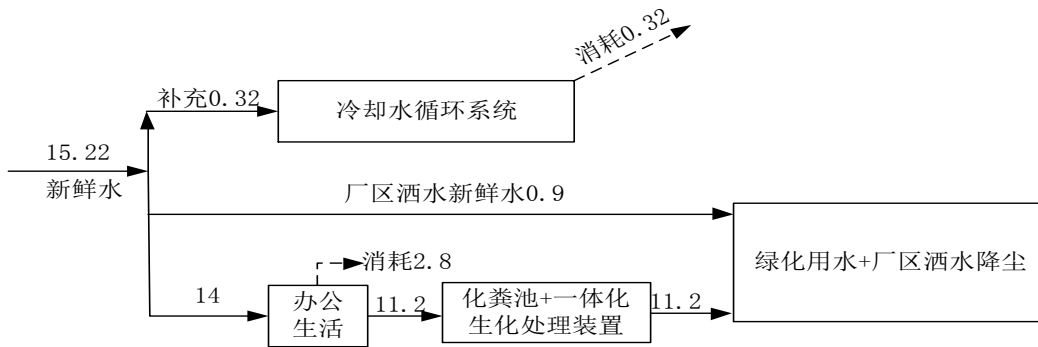 消耗0.32
补充0.32
冷却水循环系统
15.22
新鲜水
厂区洒水新鲜水0.9
绿化用水+厂区洒水降尘
消耗2.8
14
办公
生活
11.2
化粪池+一体化
生化处理装置
11.2